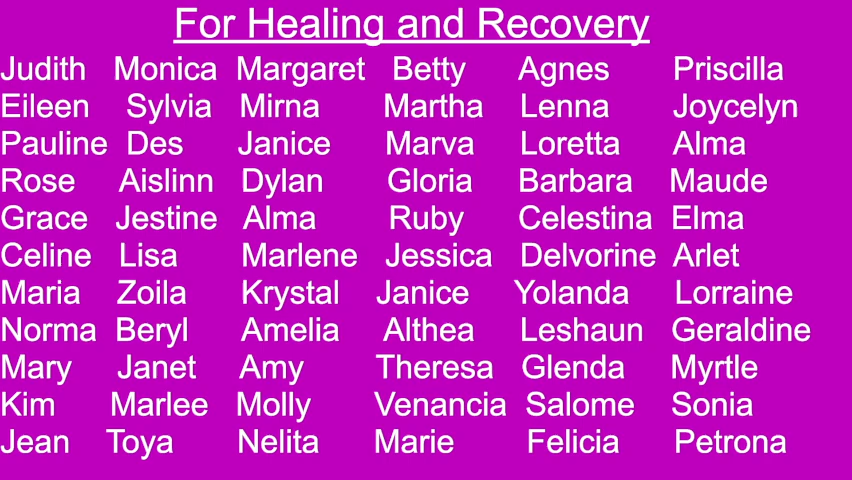 For Healing and Recovery
Judith Monica Margaret Betty Agnes Priscilla
Eileen Sylvia Mirna Martha Lenna Joycelyn
Pauline Des Janice Marva Loretta Alma
Rose Aislinn Dylan Gloria Barbara Maude
Grace Jestine Alma Ruby Celestina Elma
Celine Lisa Marlene Jessica Delvorine Arlet
Maria Zoila Krystal Janice Yolanda Lorraine
Norma Beryl Amelia Althea Leshaun Geraldine
Mary Janet Amy Theresa Glenda Myrtle
Kim Marlee Molly Venancia Salome Sonia
Jean Toya Nelita Marie Felicia Petrona